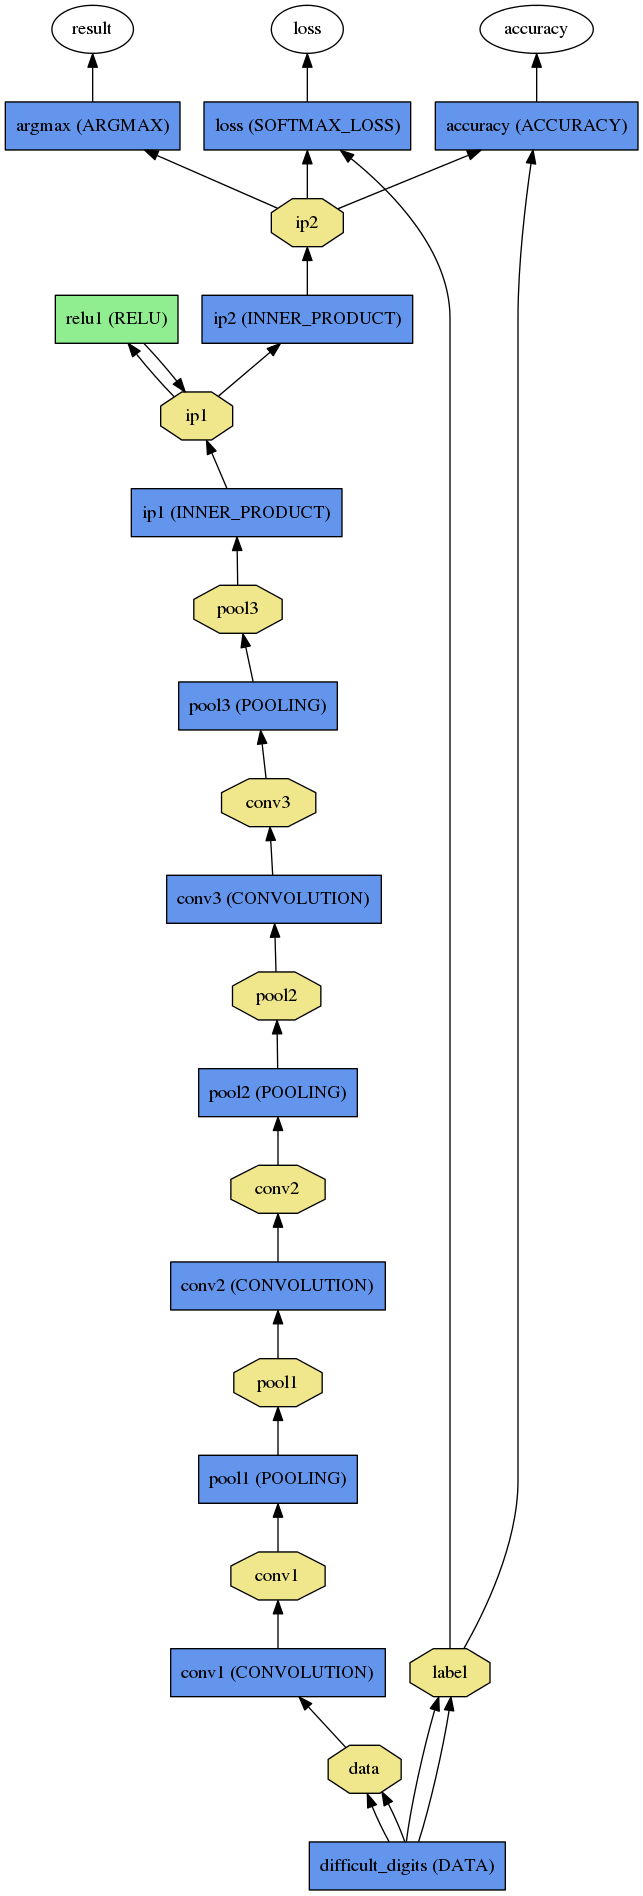 result
loss
accuracy
argmax (ARGMAX)
loss (SOFTMAX_LOSS)
accuracy (ACCURACY)
ip2
relu1 (RELU)
ip2 (INNER_PRODUCT)
ip1
ip1 (INNER_PRODUCT)
pool3
pool3 (POOLING)
conv3
conv3 (CONVOLUTION)
pool2
pool2 (POOLING)
conv2
conv2 (CONVOLUTION)
pool1
pool1 (POOLING)
conv1
conv1 (CONVOLUTION)
label
data
difficult_digits (DATA)